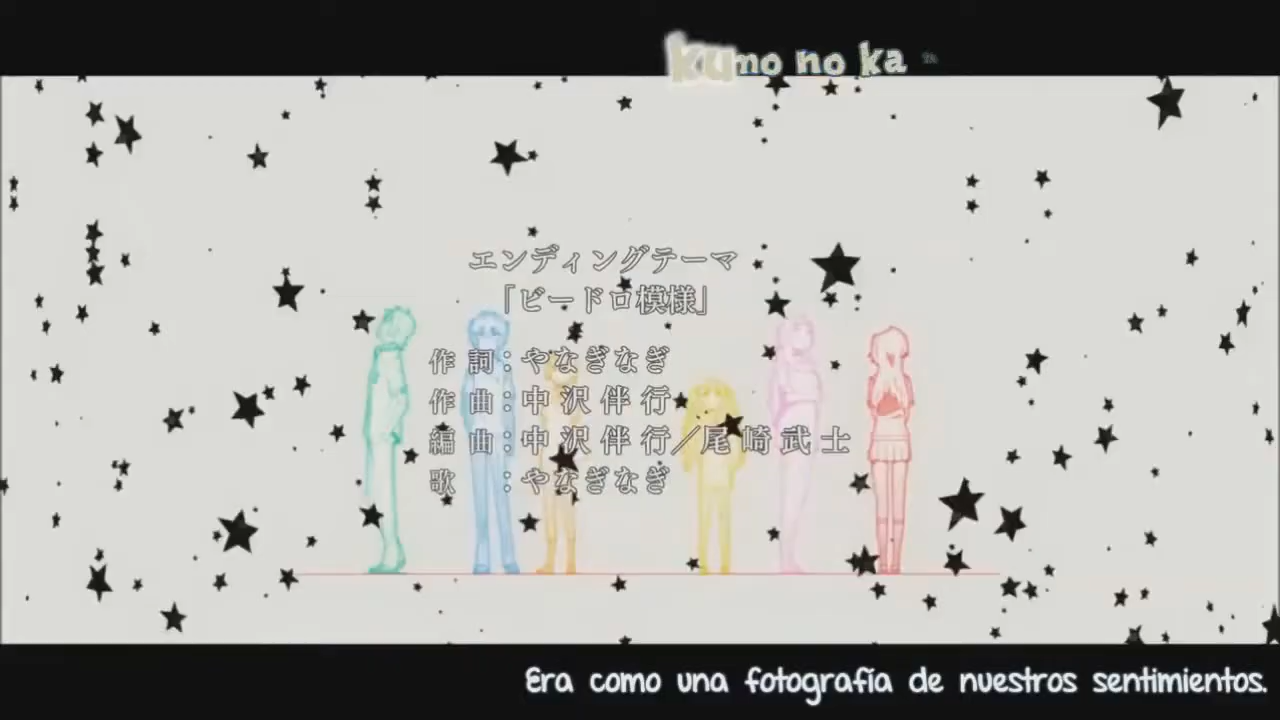 kumo no ka
エンディングテーマ
「ビードロ模様」
作詞：やなぎなぎ
作曲：中沢伴行
編曲：中沢伴行／尾崎武士
歌：やなぎなぎ
Era como una fotografía de nuestros sentimientos.